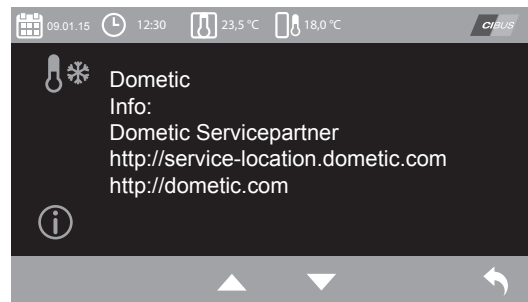 09.01.15 12:30 23,5 °C 18,0 °C CIBUS
Dometic
Info:
Dometic Servicepartner
http://service-location.dometic.com
http://dometic.com